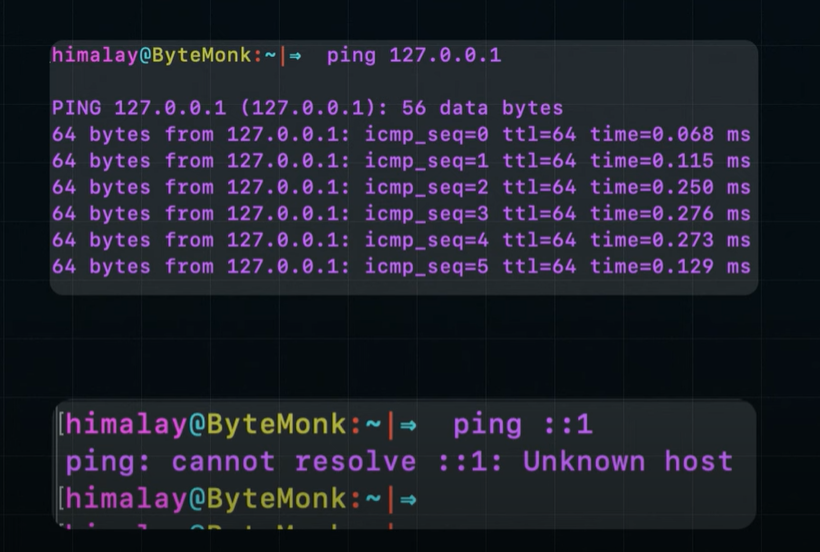 himalay@ByteMonk:~|⇒  ping 127.0.0.1
PING 127.0.0.1 (127.0.0.1): 56 data bytes
64 bytes from 127.0.0.1: icmp_seq=0 ttl=64 time=0.068 ms
64 bytes from 127.0.0.1: icmp_seq=1 ttl=64 time=0.115 ms
64 bytes from 127.0.0.1: icmp_seq=2 ttl=64 time=0.250 ms
64 bytes from 127.0.0.1: icmp_seq=3 ttl=64 time=0.276 ms
64 bytes from 127.0.0.1: icmp_seq=4 ttl=64 time=0.273 ms
64 bytes from 127.0.0.1: icmp_seq=5 ttl=64 time=0.129 ms
[himalay@ByteMonk:~|⇒  ping ::1
ping: cannot resolve ::1: Unknown host
[himalay@ByteMonk:~|⇒